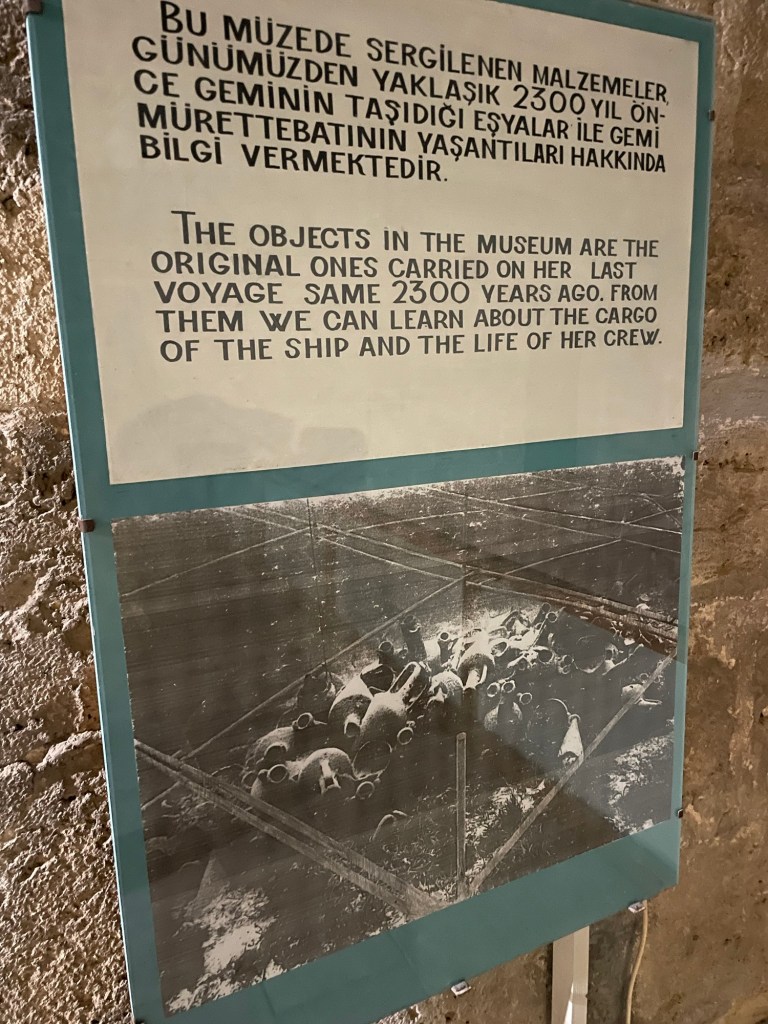 BU MÜZEDE SERGİLENEN MALZEMELER,
GÜNÜMÜZDEN YAKLAŞIK 2300 YIL ÖN-
CE GEMİNİN TAŞIDIĞI EŞYALAR İLE GEMİ
MÜRETTEBATININ YAŞANTILARI HAKKINDA
BİLGİ VERMEKTEDİR.
THE OBJECTS IN THE MUSEUM ARE THE
ORIGINAL ONES CARRIED ON HER LAST
VOYAGE SAME 2300 YEARS AGO. FROM
THEM WE CAN LEARN ABOUT THE CARGO
OF THE SHIP AND THE LIFE OF HER CREW.